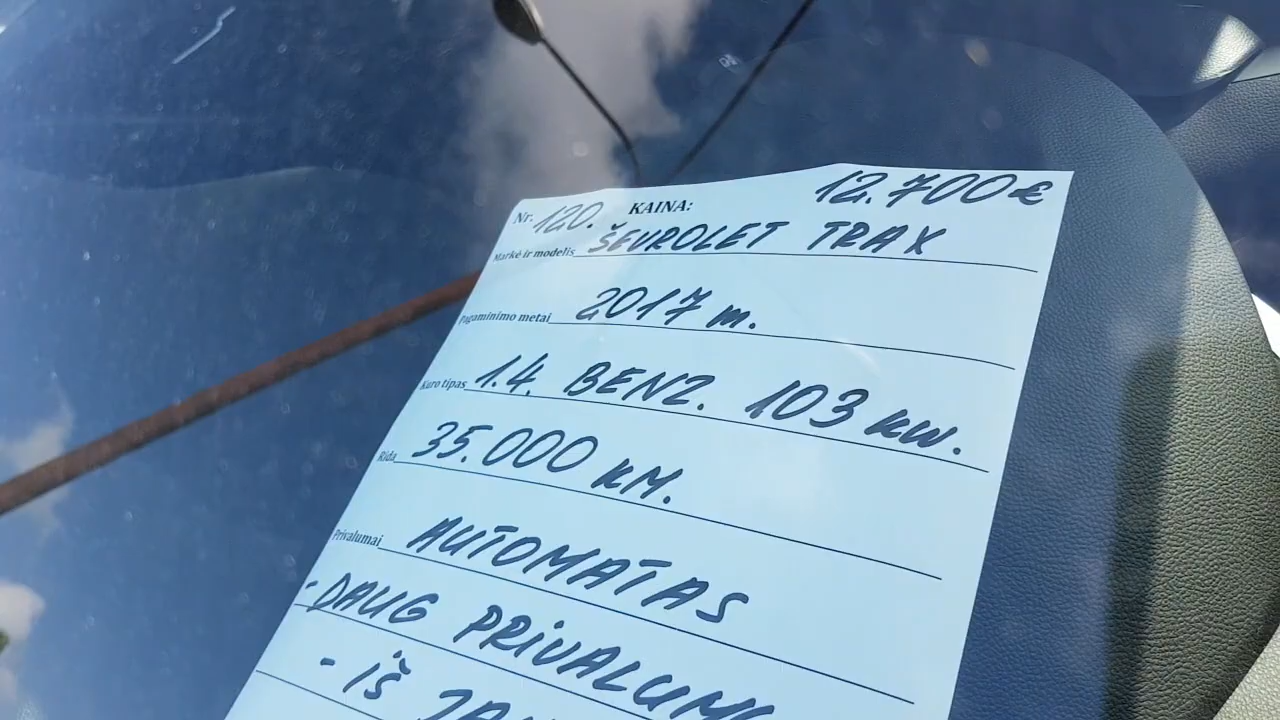 Nr. 120. KAINA: 12.700€
Markė ir modelis ŠEVROLET TRAX
Pagaminimo metai 2017 m.
Kuro tipas 1.4. BENZ. 103 KW.
Rida 35.000 KM.
Privalumai AUTOMATAS
- DAUG PRIVALUMŲ
- iŠ